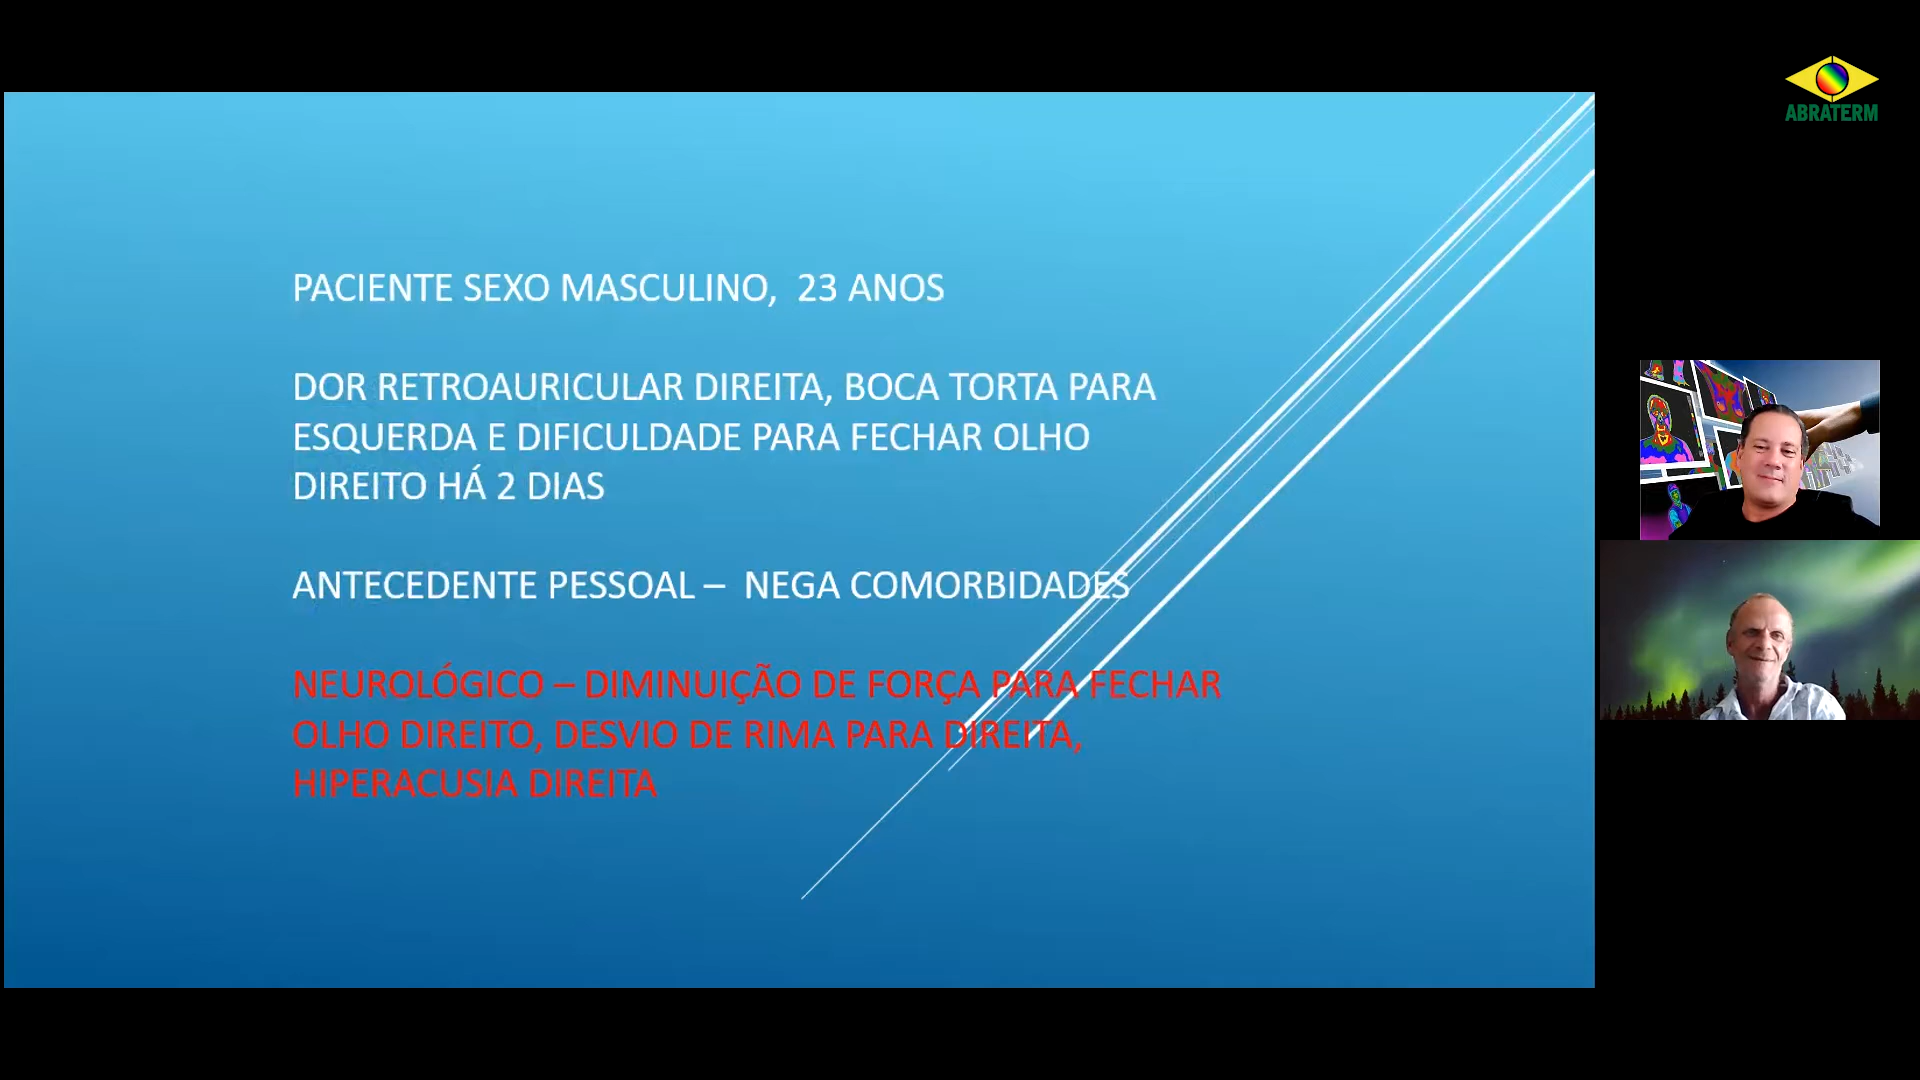 PACIENTE SEXO MASCULINO, 23 ANOS
DOR RETROAURICULAR DIREITA, BOCA TORTA PARA
ESQUERDA E DIFICULDADE PARA FECHAR OLHO
DIREITO HÁ 2 DIAS
ANTECEDENTE PESSOAL – NEGA COMORBIDADES
NEUROLÓGICO – DIMINUIÇÃO DE FORÇA PARA FECHAR
OLHO DIREITO, DESVIO DE RIMA PARA DIREITA,
HIPERACUSIA DIREITA
ABRATERM